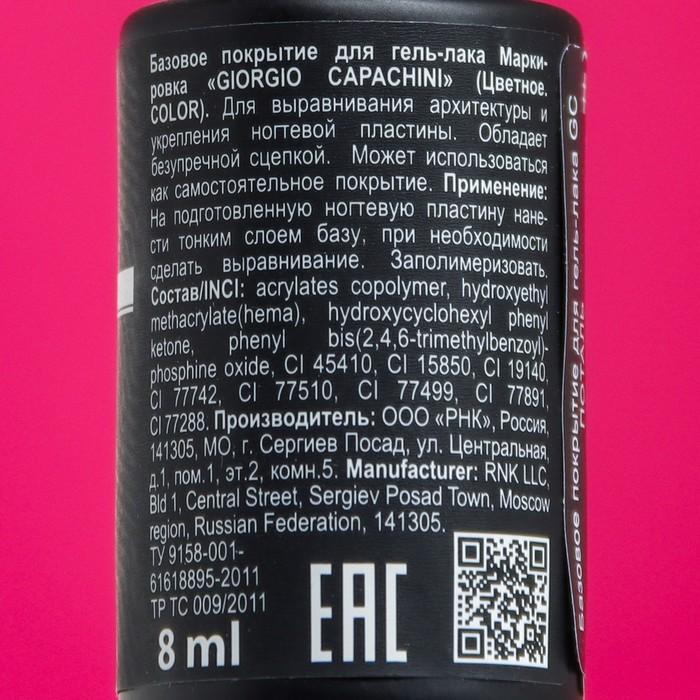 Базовое покрытие для гель-лака Марки-
ровка «GIORGIO CAPACHINI» (Цветное.
COLOR). Для выравнивания архитектуры и
укрепления ногтевой пластины. Обладает
безупречной сцепкой. Может использоваться
как самостоятельное покрытие. Применение:
На подготовленную ногтевую пластину нане-
сти тонким слоем базу, при необходимости
сделать выравнивание. Заполимеризовать.
Состав/INCI: acrylates copolymer, hydroxyethyl
methacrylate(hema), hydroxycyclohexyl phenyl
ketone, phenyl bis(2,4,6-trimethylbenzoyl)-
phosphine oxide, CI 45410, CI 15850, CI 19140,
CI 77742, CI 77510, CI 77499, CI 77891,
CI 77288. Производитель: ООО «РНК», Россия,
141305, МО, г. Сергиев Посад, ул. Центральная,
д.1, пом.1, эт.2, комн.5. Manufacturer: RNK LLC,
Bld 1, Central Street, Sergiev Posad Town, Moscow
region, Russian Federation, 141305.
ТУ 9158-001-
61618895-2011
ТР ТС 009/2011
8 ml
EAC
Базовое покрытие для гель-лака GC